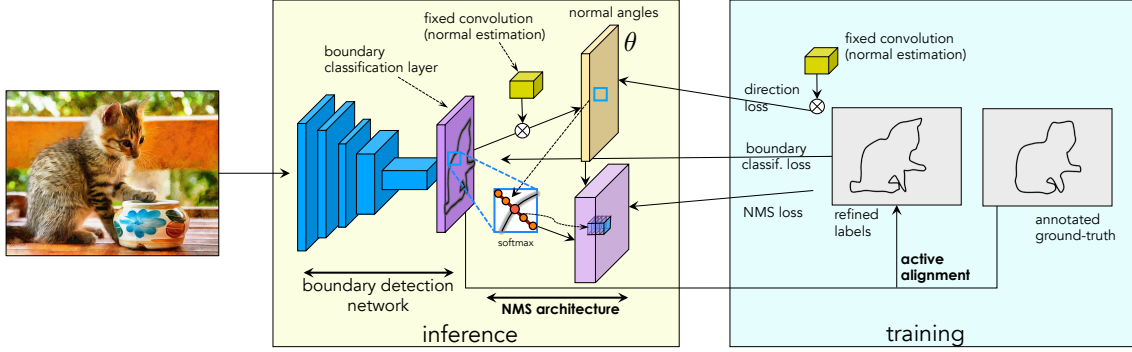 fixed convolution
(normal estimation)
normal angles
θ
boundary
classification layer
softmax
boundary detection
network
NMS architecture
inference
fixed convolution
(normal estimation)
direction
loss
boundary
classif. loss
NMS loss
refined
labels
annotated
ground-truth
active
alignment
training